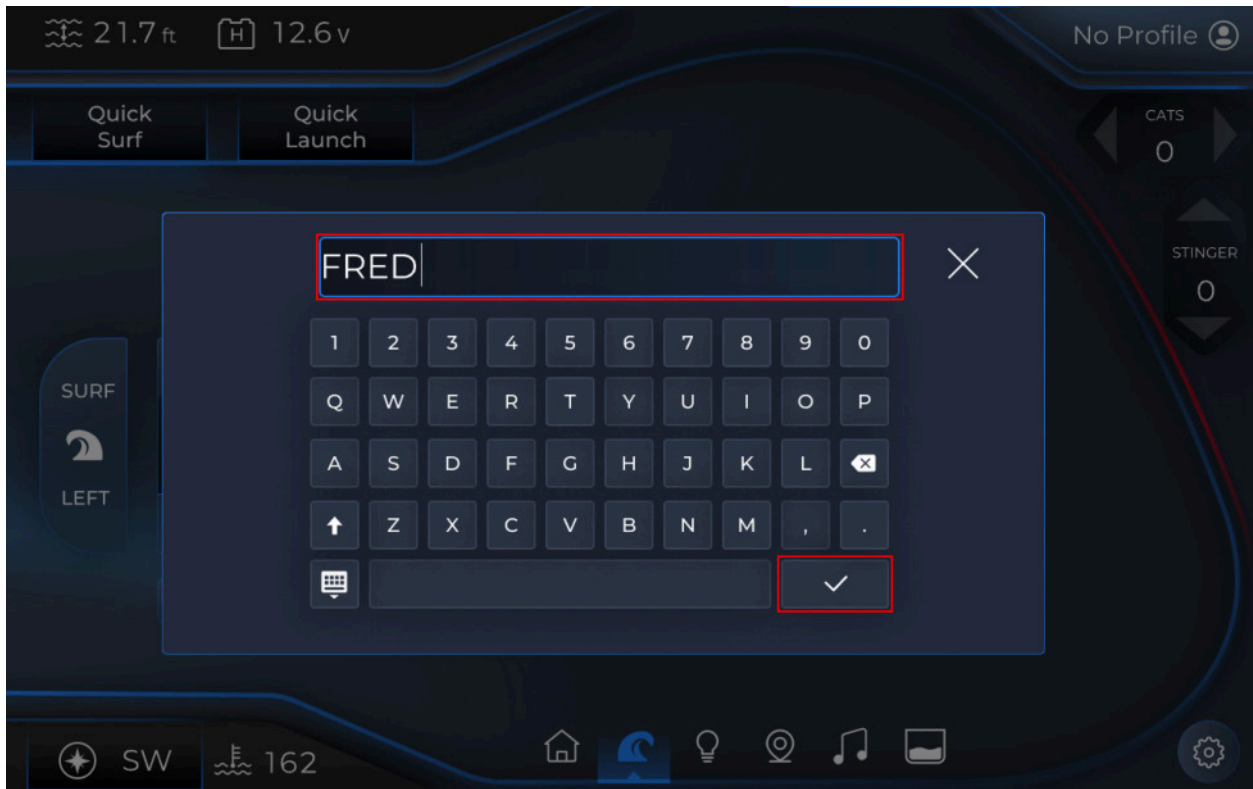 21.7 ft
H 12.6 v
No Profile
Quick
Surf
Quick
Launch
CATS
0
STINGER
0
SURF
LEFT
FRED
1 2 3 4 5 6 7 8 9 0
Q W E R T Y U I O P
A S D F G H J K L
Z X C V B N M , .
SW
162